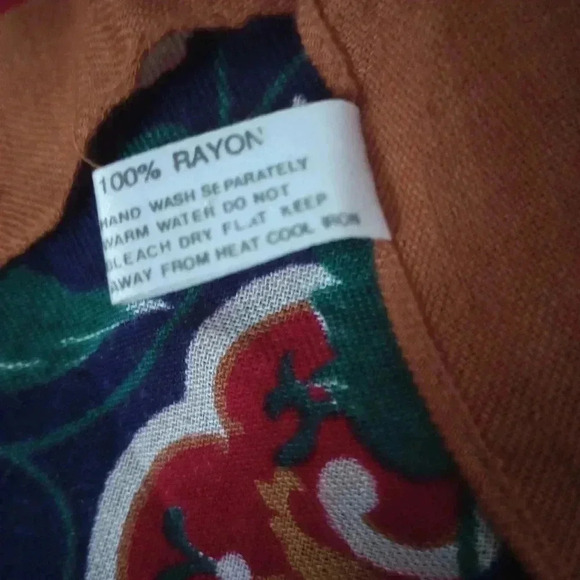 100% RAYON
HAND WASH SEPARATELY
WARM WATER DO NOT
BLEACH DRY FLAT KEEP
AWAY FROM HEAT COOL IRON